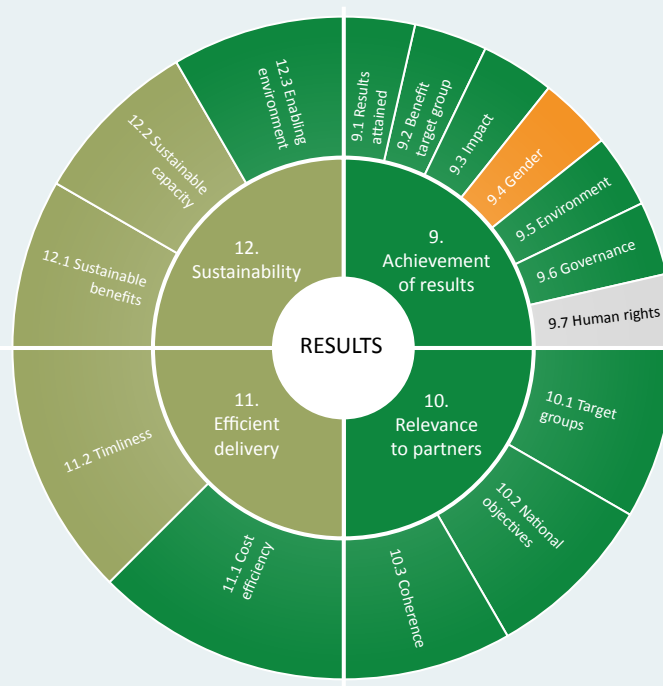 RESULTS
9.
Achievement
of results
9.1 Results
attained
9.2 Benefit
target group
9.3 Impact
9.4 Gender
9.5 Environment
9.6 Governance
9.7 Human rights
10.
Relevance
to partners
10.1 Target
groups
10.2 National
objectives
10.3 Coherence
11.
Efficient
delivery
11.1 Cost
efficiency
11.2 Timliness
12.
Sustainability
12.1 Sustainable
benefits
12.2 Sustainable
capacity
12.3 Enabling
environment